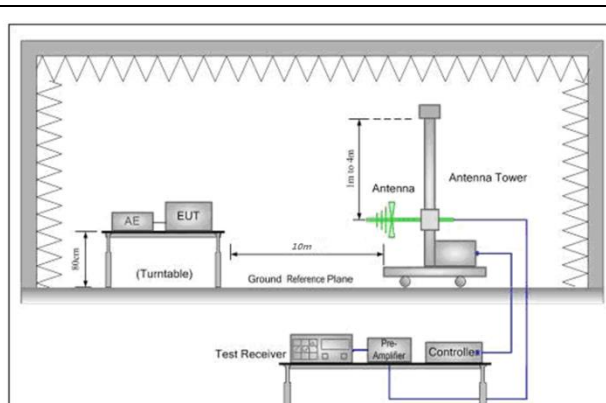 1m to 4m
Antenna
Antenna Tower
AE
EUT
80cm
(Turntable)
10m
Ground Reference Plane
Test Receiver
Pre-
Amplifier
Controller